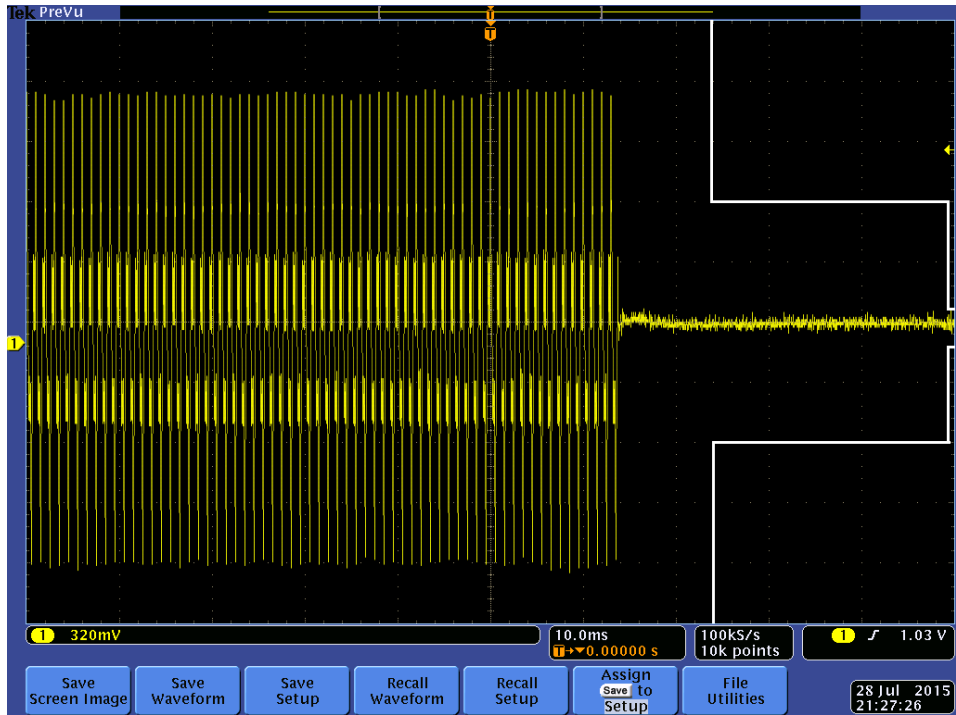 Tek PreVu
T
1
1 320mV
10.0ms
T→▼0.00000 s
100kS/s
10k points
1 ∫ 1.03 V
Save
Screen Image
Save
Waveform
Save
Setup
Recall
Waveform
Recall
Setup
Assign
Save to
Setup
File
Utilities
28 Jul 2015
21:27:26